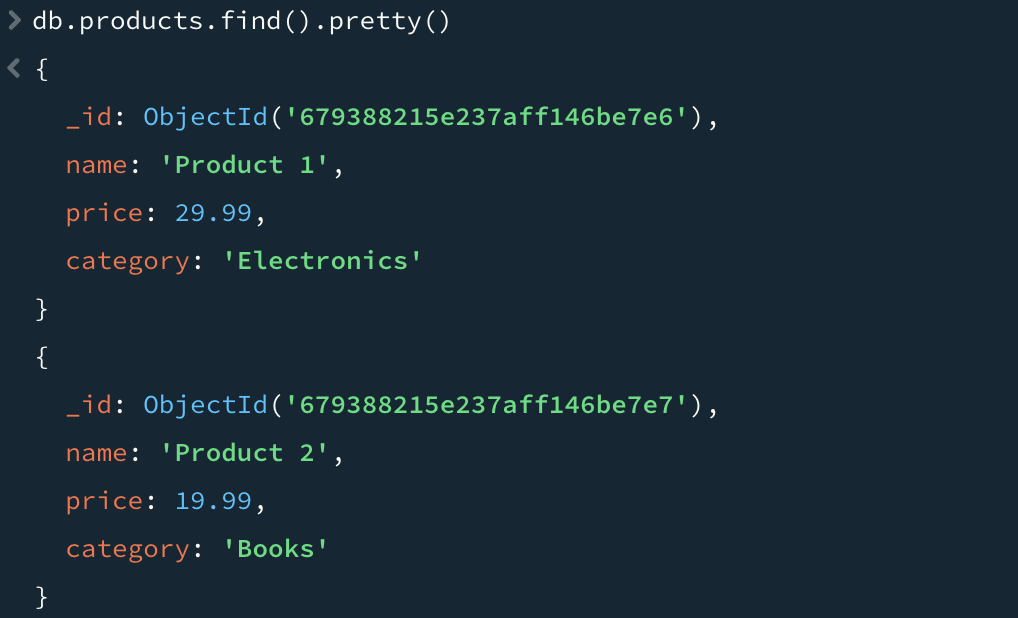 > db.products.find().pretty()
< {
_id: ObjectId('679388215e237aff146be7e6'),
name: 'Product 1',
price: 29.99,
category: 'Electronics'
}
{
_id: ObjectId('679388215e237aff146be7e7'),
name: 'Product 2',
price: 19.99,
category: 'Books'
}